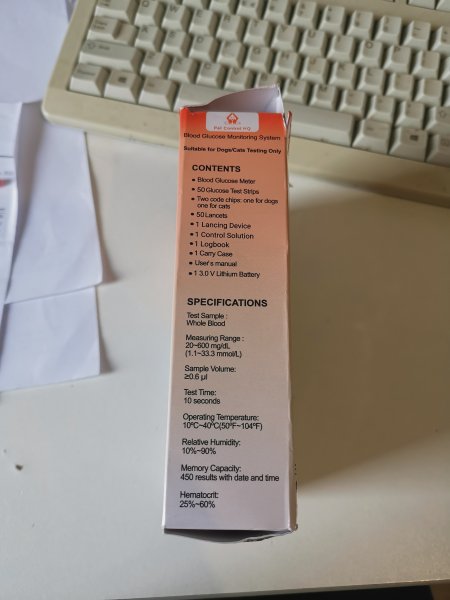 Pet Control HQ
Blood Glucose Monitoring System
Suitable for Dogs/Cats Testing Only
CONTENTS
• Blood Glucose Meter
• 50 Glucose Test Strips
• Two code chips: one for dogs
one for cats
• 50 Lancets
• 1 Lancing Device
• 1 Control Solution
• 1 Logbook
• 1 Carry Case
• User's manual
• 1 3.0 V Lithium Battery
SPECIFICATIONS
Test Sample :
Whole Blood
Measuring Range :
20~600 mg/dL
(1.1~33.3 mmol/L)
Sample Volume:
≥0.6 µl
Test Time:
10 seconds
Operating Temperature:
10ºC~40ºC(50ºF~104ºF)
Relative Humidity:
10%~90%
Memory Capacity:
450 results with date and time
Hematocrit:
25%~60%